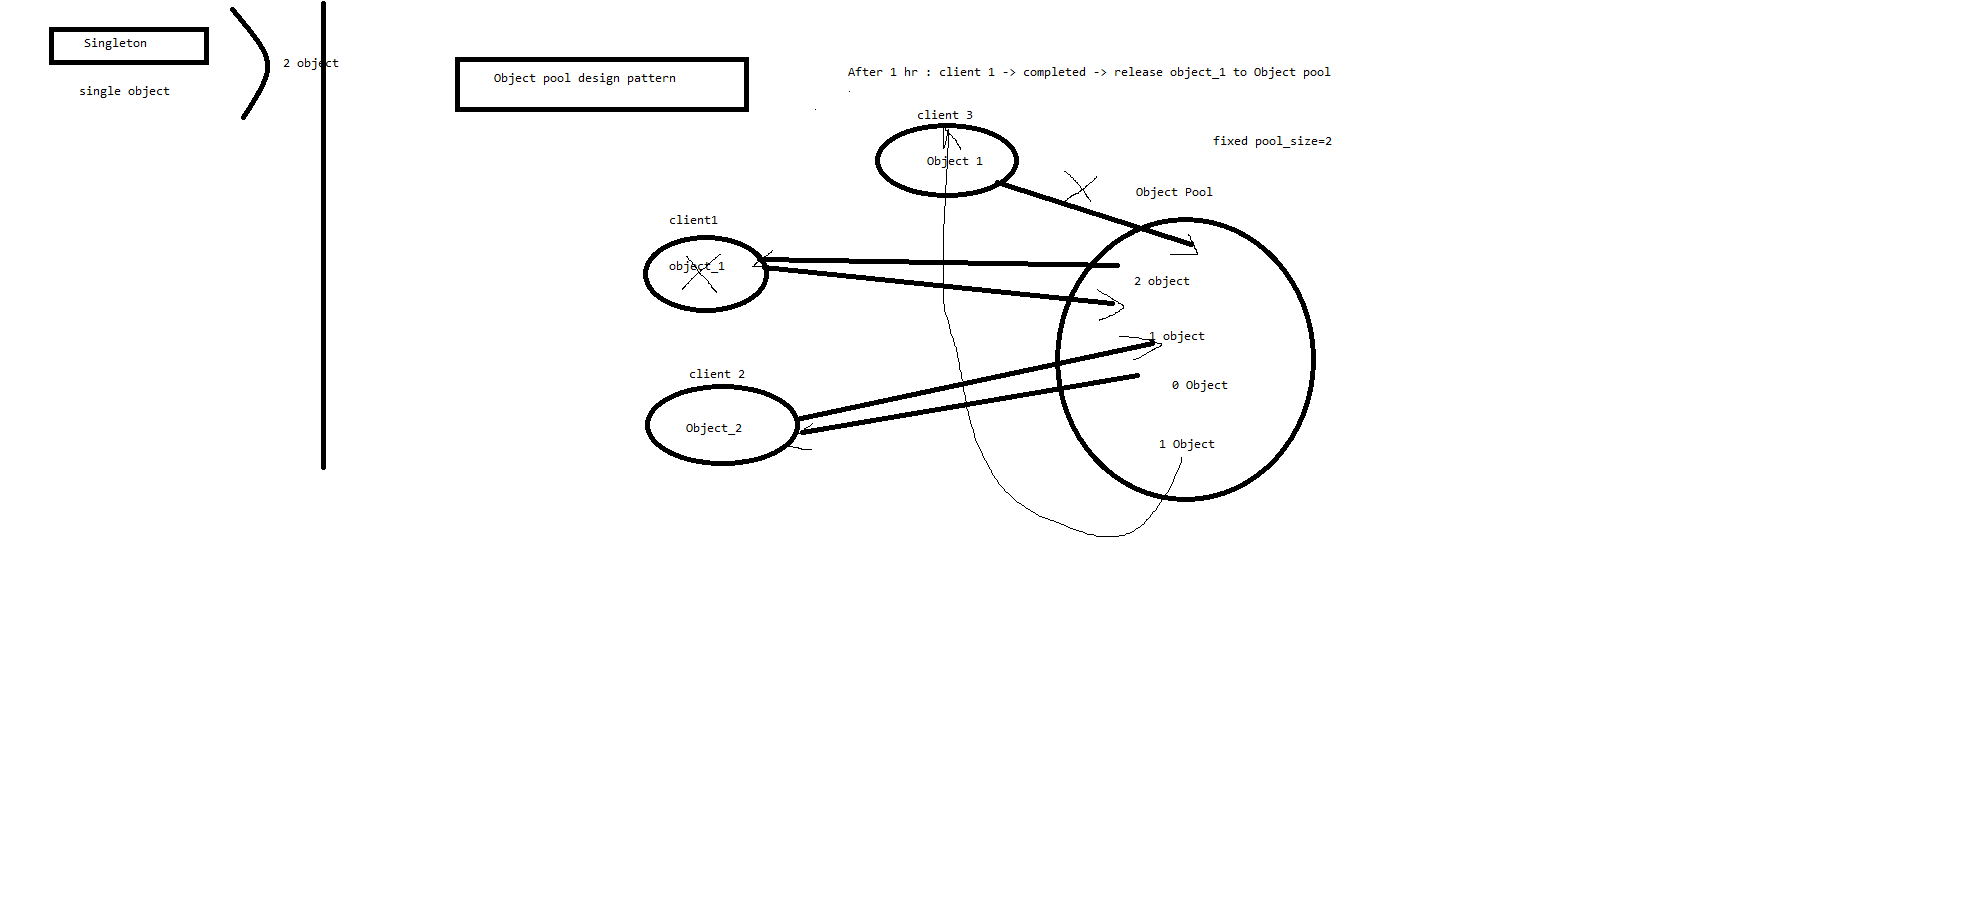 Singleton
single object
2 object
Object pool design pattern
After 1 hr : client 1 -> completed -> release object_1 to Object pool
fixed pool_size=2
client 3
Object 1
Object Pool
client1
object_1
2 object
1 object
client 2
Object_2
0 Object
1 Object